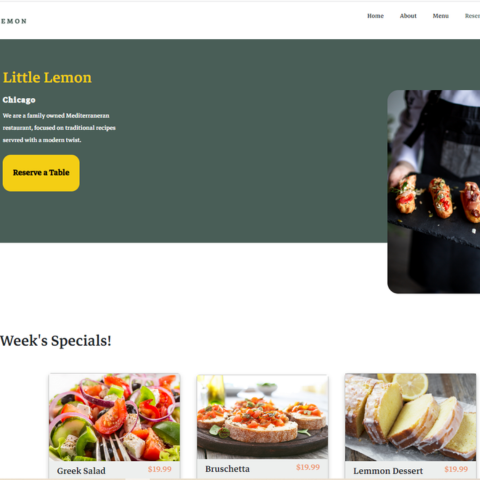 EMON
Home About Menu Reser
Little Lemon
Chicago
We are a family owned Mediterranean
restaurant, focused on traditional recipes
servred with a modern twist.
Reserve a Table
Week's Specials!
Greek Salad $19.99
Bruschetta $19.99
Lemmon Dessert $19.99